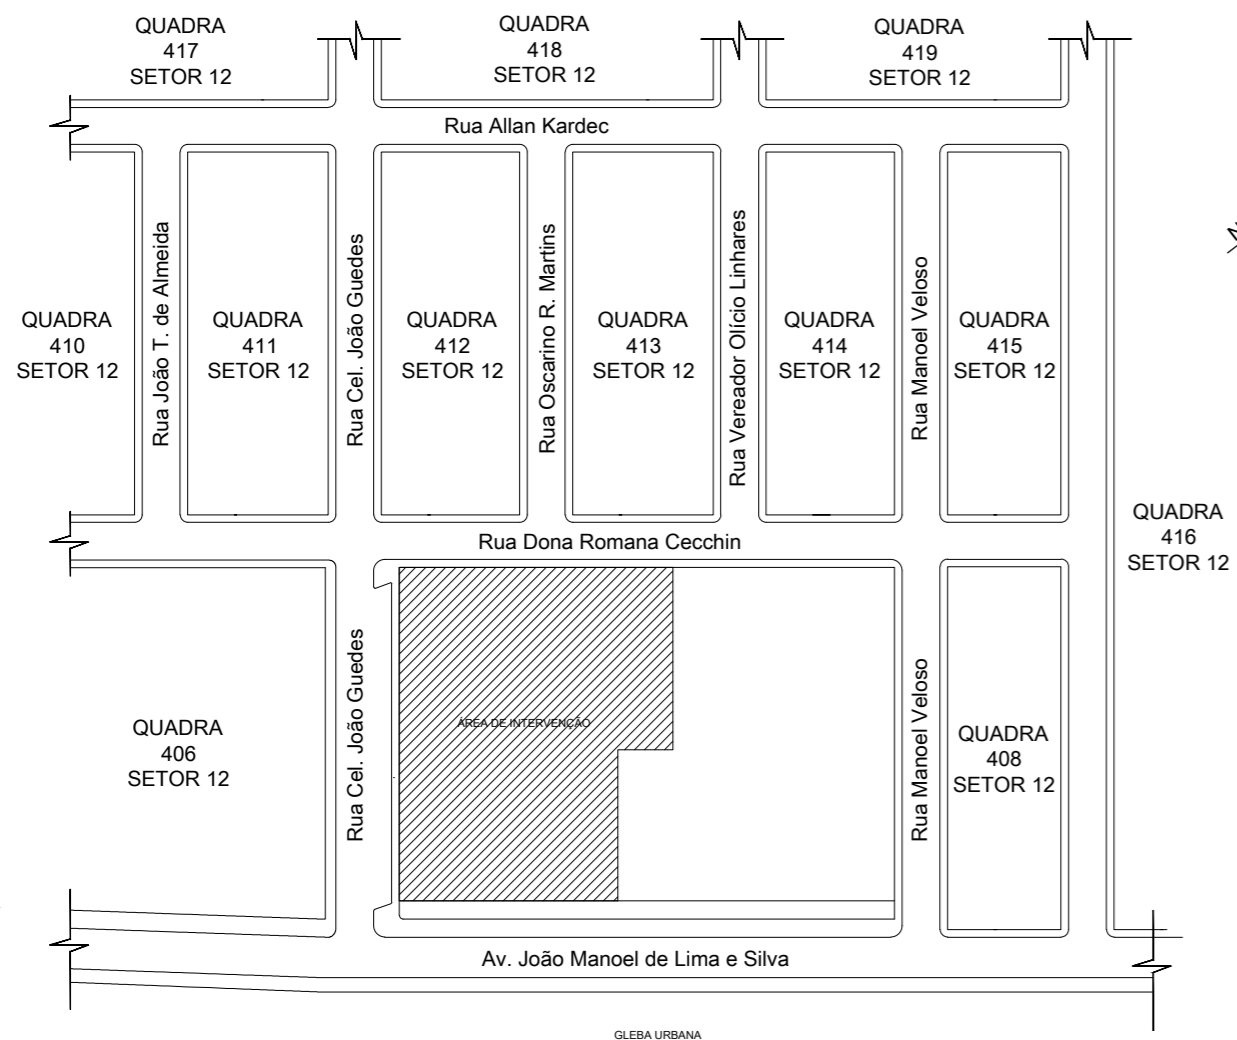 QUADRA
417
SETOR 12
QUADRA
418
SETOR 12
QUADRA
419
SETOR 12
Rua Allan Kardec
QUADRA
410
SETOR 12
Rua João T. de Almeida
QUADRA
411
SETOR 12
Rua Cel. João Guedes
QUADRA
412
SETOR 12
Rua Oscarino R. Martins
QUADRA
413
SETOR 12
Rua Vereador Olício Linhares
QUADRA
414
SETOR 12
Rua Manoel Veloso
QUADRA
415
SETOR 12
QUADRA
416
SETOR 12
Rua Dona Romana Cecchin
QUADRA
406
SETOR 12
Rua Cel. João Guedes
ÁREA DE INTERVENÇÃO
Rua Manoel Veloso
QUADRA
408
SETOR 12
Av. João Manoel de Lima e Silva
GLEBA URBANA